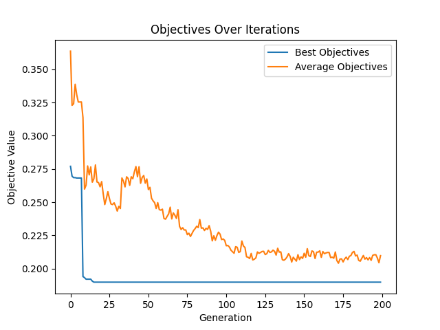 Objectives Over Iterations
Best Objectives
Average Objectives
Objective Value
0.350
0.325
0.300
0.275
0.250
0.225
0.200
0 25 50 75 100 125 150 175 200
Generation